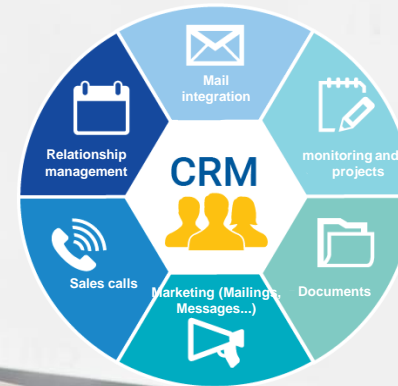 Mail
integration
Relationship
management
CRM
monitoring and
projects
Sales calls
Marketing (Mailings,
Messages...)
Documents